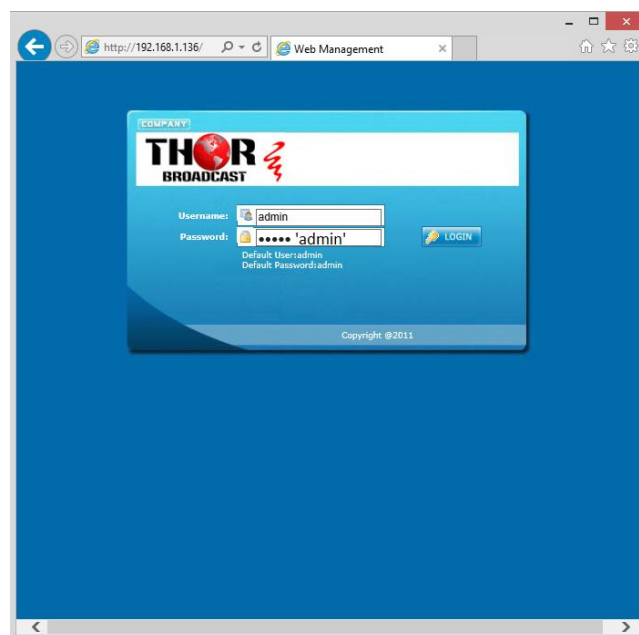 http://192.168.1.136/
Web Management
COMPANY
THOR
BROADCAST
Username: admin
Password: ••••• 'admin'
LOGIN
Default User:admin
Default Password:admin
Copyright @2011